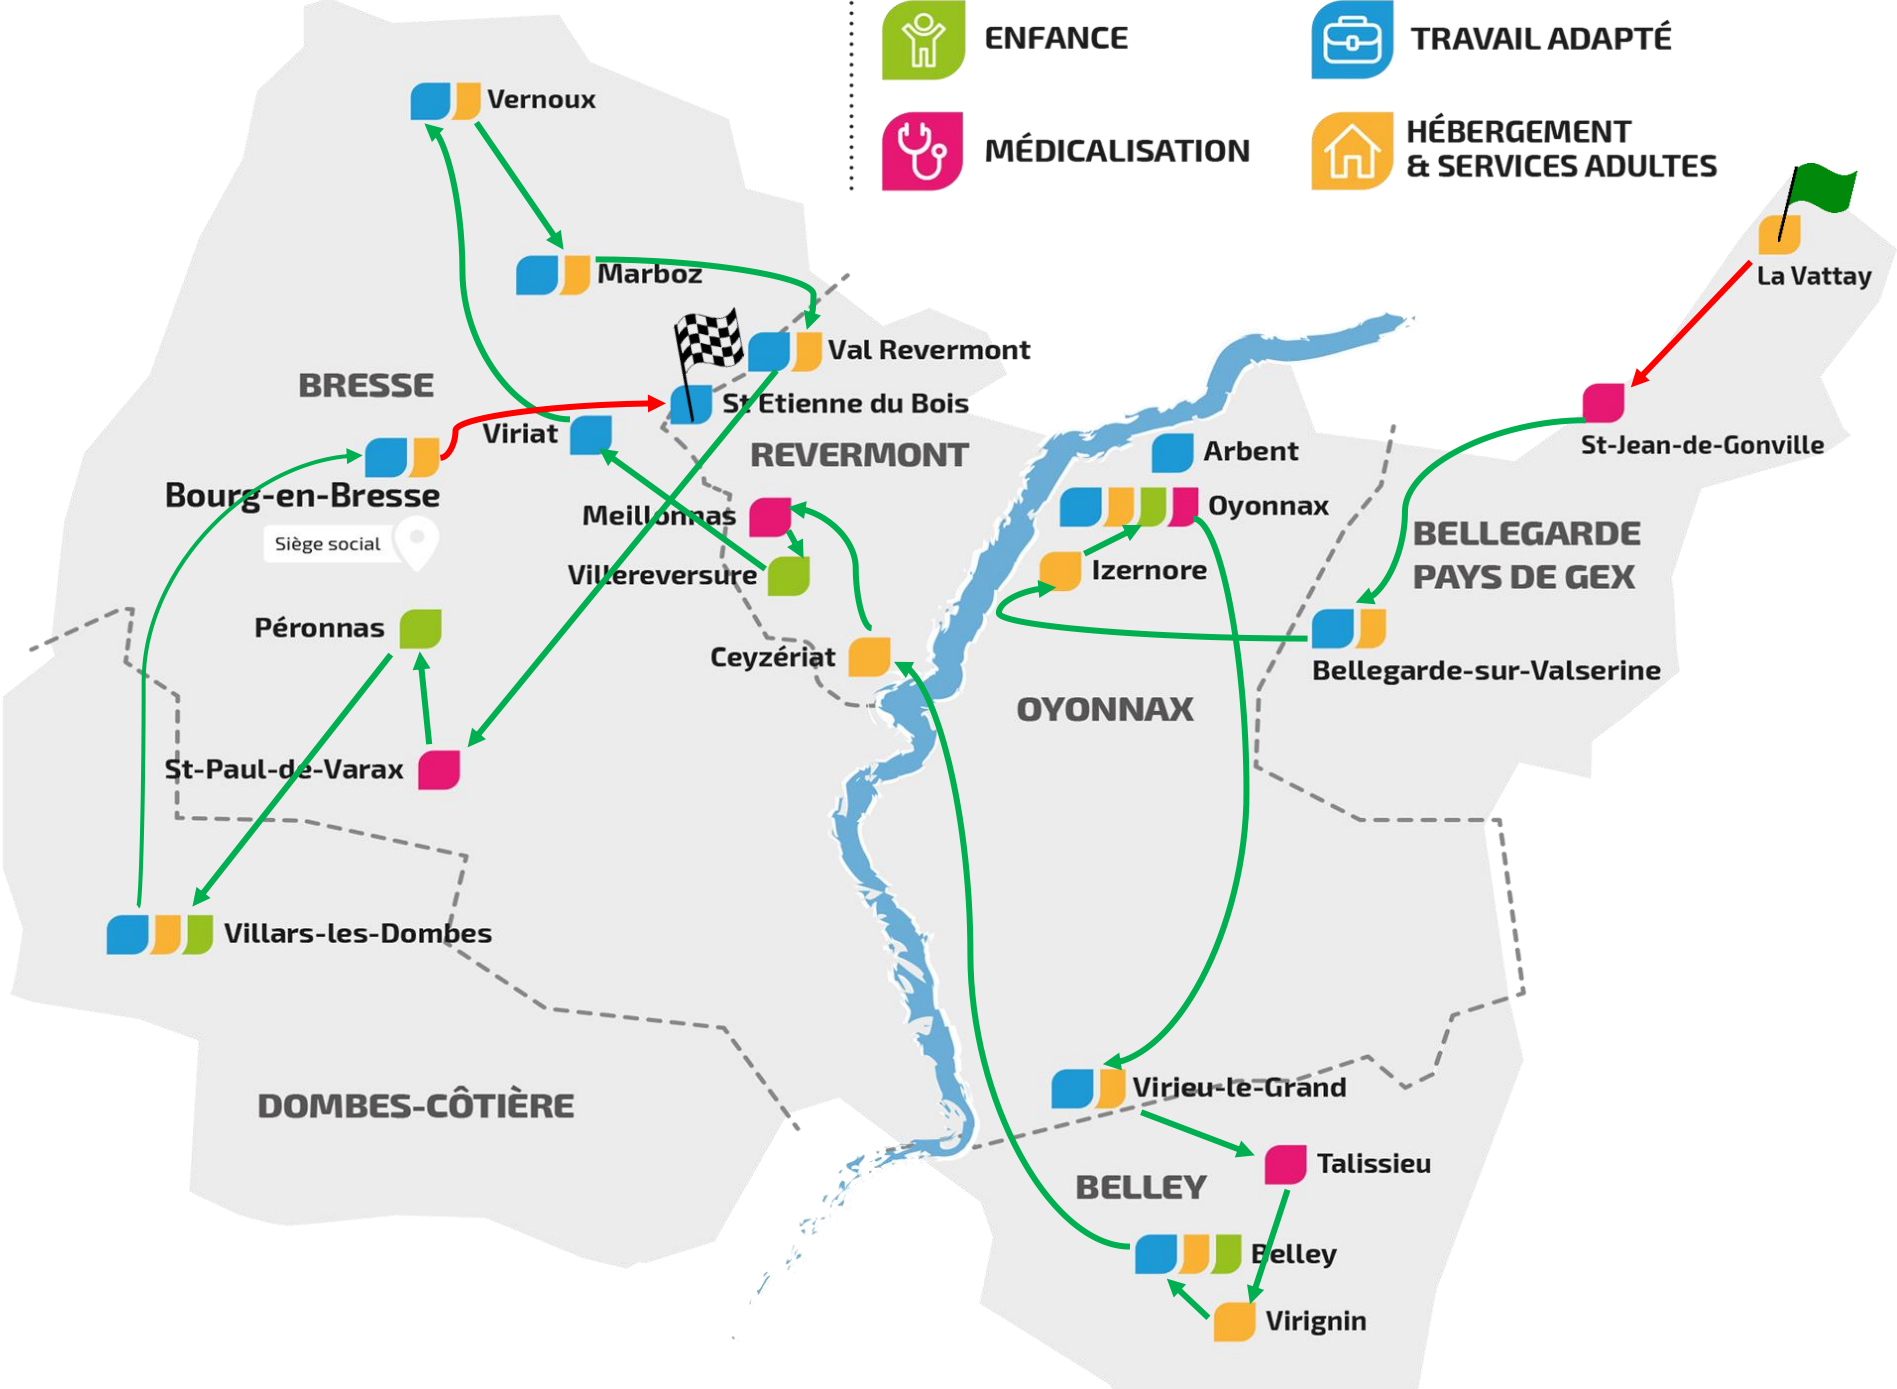 ENFANCE
TRAVAIL ADAPTÉ
MÉDICALISATION
HÉBERGEMENT
& SERVICES ADULTES
Vernoux
Marboz
La Vattay
Val Revermont
BRESSE
St Etienne du Bois
Viriat
REVERMONT
Arbent
St-Jean-de-Gonville
Bourg-en-Bresse
Siège social
Meillonnas
Oyonnax
BELLEGARDE
PAYS DE GEX
Villereversure
Izernore
Péronnas
Ceyzériat
Bellegarde-sur-Valserine
OYONNAX
St-Paul-de-Varax
Villars-les-Dombes
DOMBES-CÔTIÈRE
Virieu-le-Grand
Talissieu
BELLEY
Belley
Virignin